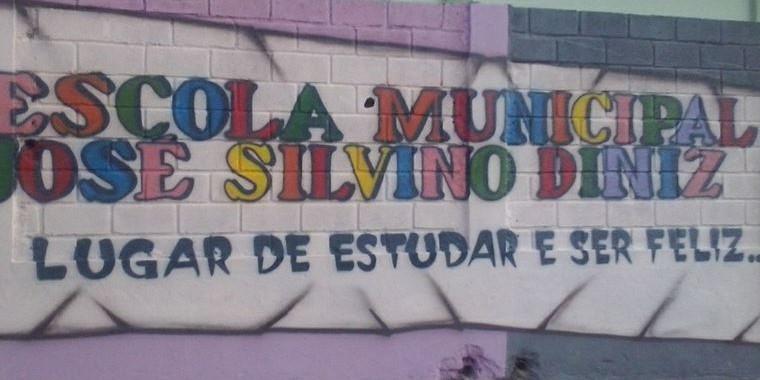 ESCOLA MUNICIPAL
JOSÉ SILVINO DINIZ
LUGAR DE ESTUDAR E SER FELIZ...